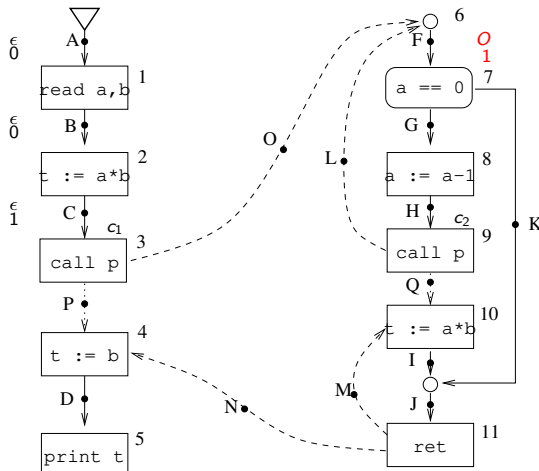 6
A
ϵ
0
F
O
1
1
7
read a,b
a == 0
ϵ
0
B
O
G
2
L
8
t := a*b
a := a-1
ϵ
1
C
H
K
c1
3
c2
9
call p
call p
P
Q
4
10
t := b
t := a*b
I
D
M
J
N
5
11
print t
ret